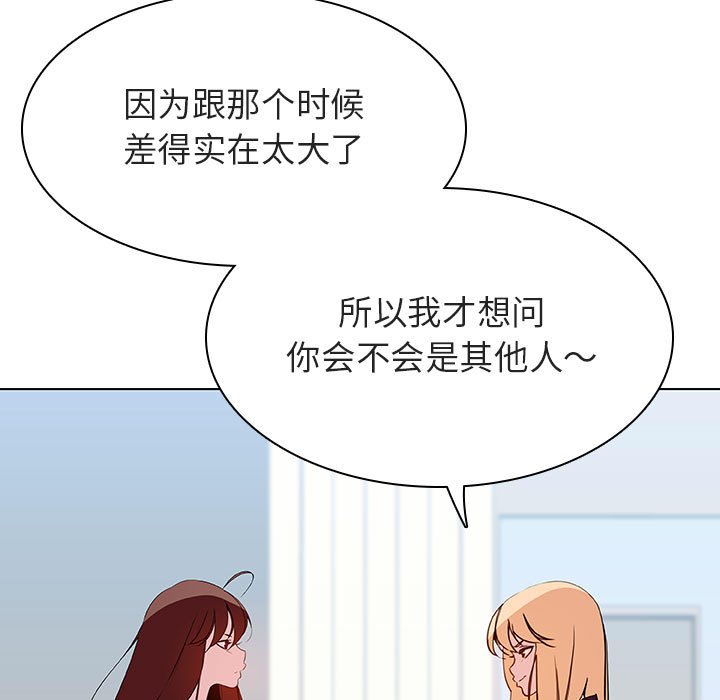 因为跟那个时候
差得实在太大了
所以我才想问
你会不会是其他人～